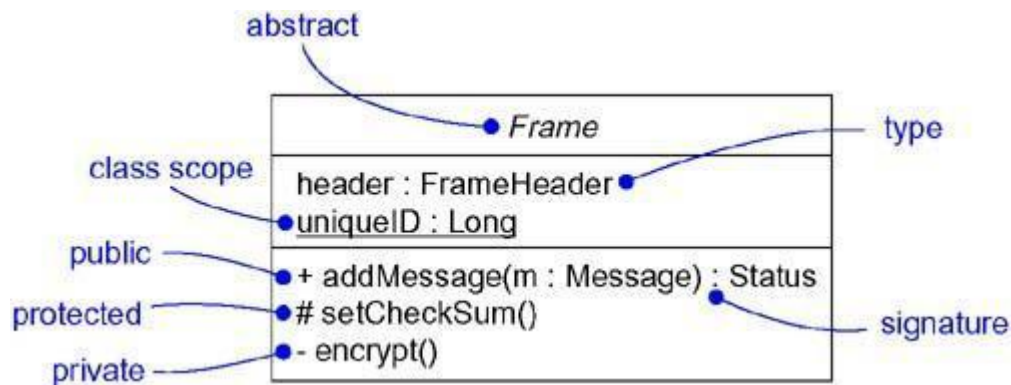 abstract
Frame
type
class scope
header : FrameHeader
uniqueID : Long
public
+ addMessage(m : Message) : Status
protected
# setCheckSum()
signature
- encrypt()
private